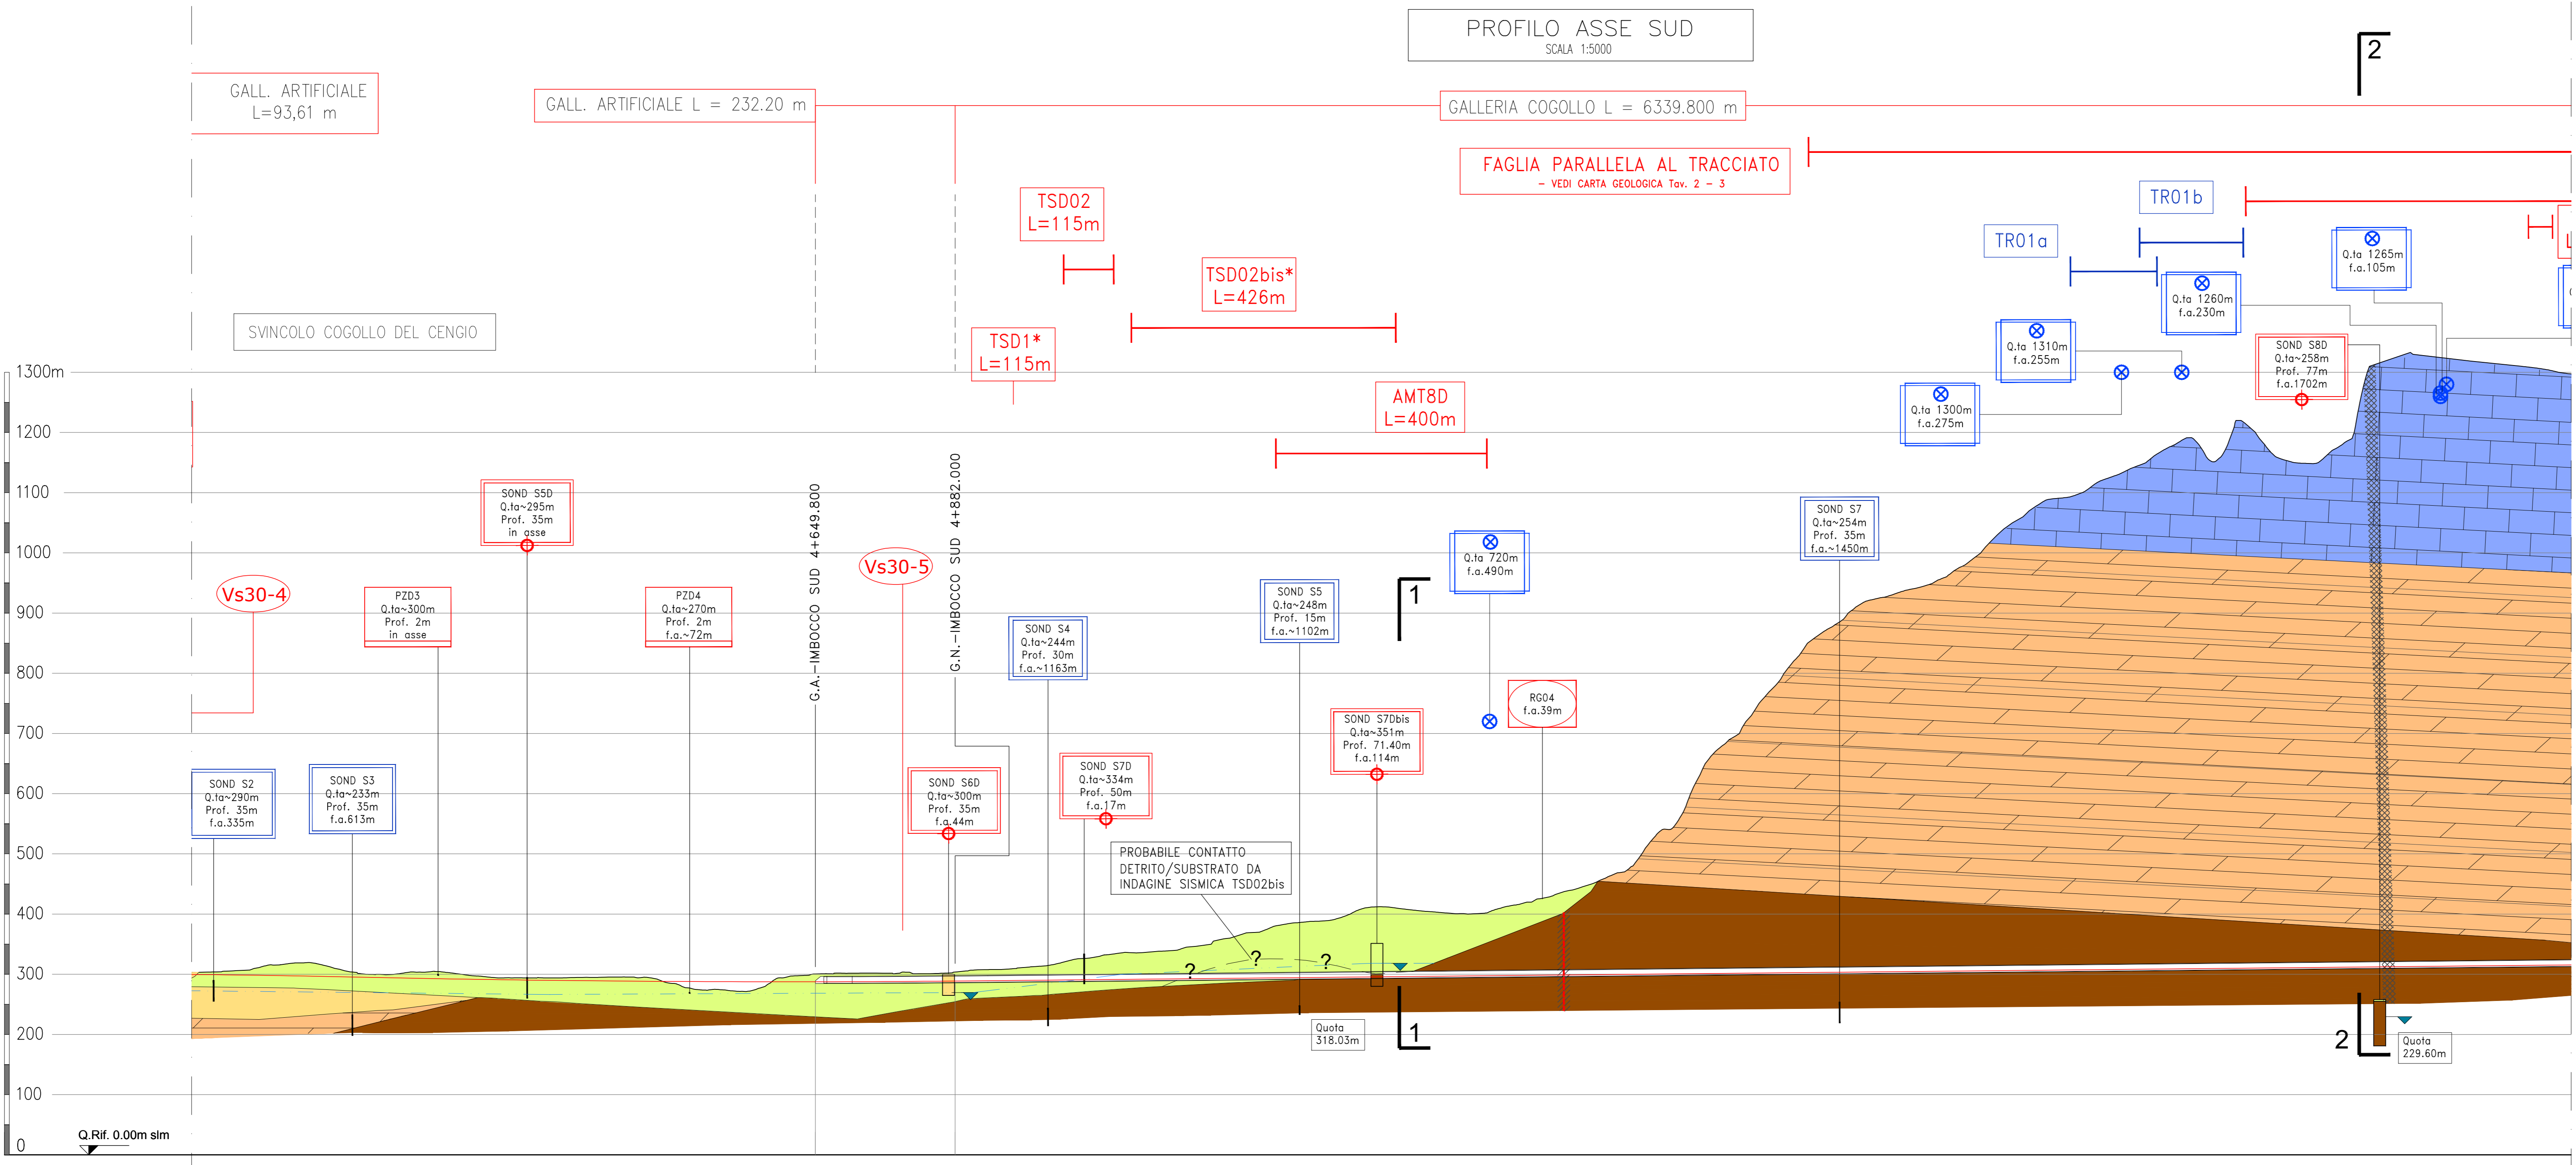 PROFILO ASSE SUD
SCALA 1:5000
2
GALL. ARTIFICIALE
L=93,61 m
GALL. ARTIFICIALE L = 232.20 m
GALLERIA COGOLLO L = 6339.800 m
FAGLIA PARALLELA AL TRACCIATO
- VEDI CARTA GEOLOGICA Tav. 2 - 3
TSD02
L=115m
TR01b
TR01a
TSD02bis*
L=426m
Q.ta 1265m
f.a.105m
Q.ta 1260m
f.a.230m
SVINCOLO COGOLLO DEL CENGIO
TSD1*
L=115m
Q.ta 1310m
f.a.255m
SOND S8D
Q.ta~258m
Prof. 77m
f.a.1702m
AMT8D
L=400m
Q.ta 1300m
f.a.275m
1300m
1200
1100
1000
900
800
700
600
500
400
300
200
100
0
Q.Rif. 0.00m slm
SOND S5D
Q.ta~295m
Prof. 35m
in asse
G.A.-IMBOCCO SUD 4+649.800
G.N.-IMBOCCO SUD 4+882.000
SOND S7
Q.ta~254m
Prof. 35m
f.a.~1450m
Vs30-5
Q.ta 720m
f.a.490m
Vs30-4
PZD3
Q.ta~300m
Prof. 2m
in asse
PZD4
Q.ta~270m
Prof. 2m
f.a.~72m
SOND S5
Q.ta~248m
Prof. 15m
f.a.~1102m
1
SOND S4
Q.ta~244m
Prof. 30m
f.a.~1163m
RG04
f.a.39m
SOND S7Dbis
Q.ta~351m
Prof. 71.40m
f.a.114m
SOND S2
Q.ta~290m
Prof. 35m
f.a.335m
SOND S3
Q.ta~233m
Prof. 35m
f.a.613m
SOND S6D
Q.ta~300m
Prof. 35m
f.a.44m
SOND S7D
Q.ta~334m
Prof. 50m
f.a.17m
PROBABILE CONTATTO
DETRITO/SUBSTRATO DA
INDAGINE SISMICA TSD02bis
?
?
?
Quota
318.03m
1
2
Quota
229.60m